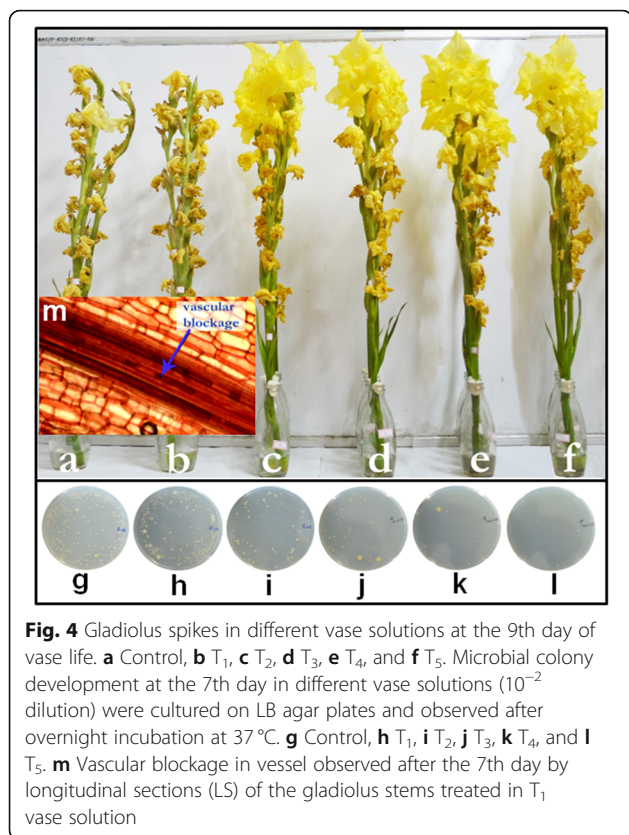 m
vascular
blockage
a b c d e f
g h i j k l
Fig. 4 Gladiolus spikes in different vase solutions at the 9th day of
vase life. a Control, b T₁, c T₂, d T₃, e T₄, and f T₅. Microbial colony
development at the 7th day in different vase solutions (10⁻²
dilution) were cultured on LB agar plates and observed after
overnight incubation at 37 °C. g Control, h T₁, i T₂, j T₃, k T₄, and l
T₅. m Vascular blockage in vessel observed after the 7th day by
longitudinal sections (LS) of the gladiolus stems treated in T₁
vase solution